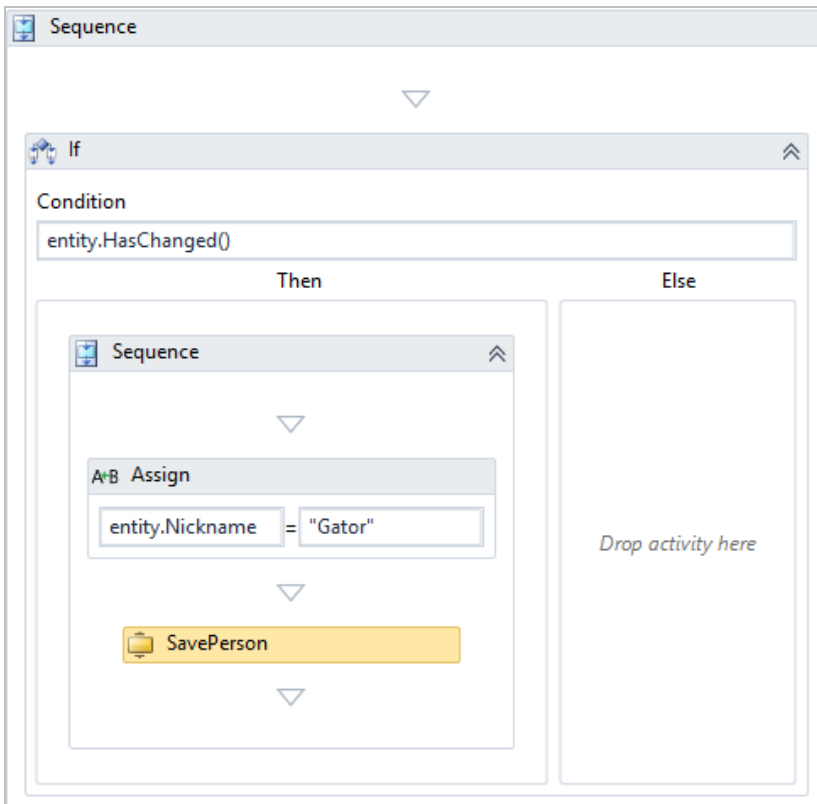 Sequence
If
Condition
entity.HasChanged()
Then Else
Sequence
A+B Assign
entity.Nickname = "Gator"
Drop activity here
SavePerson